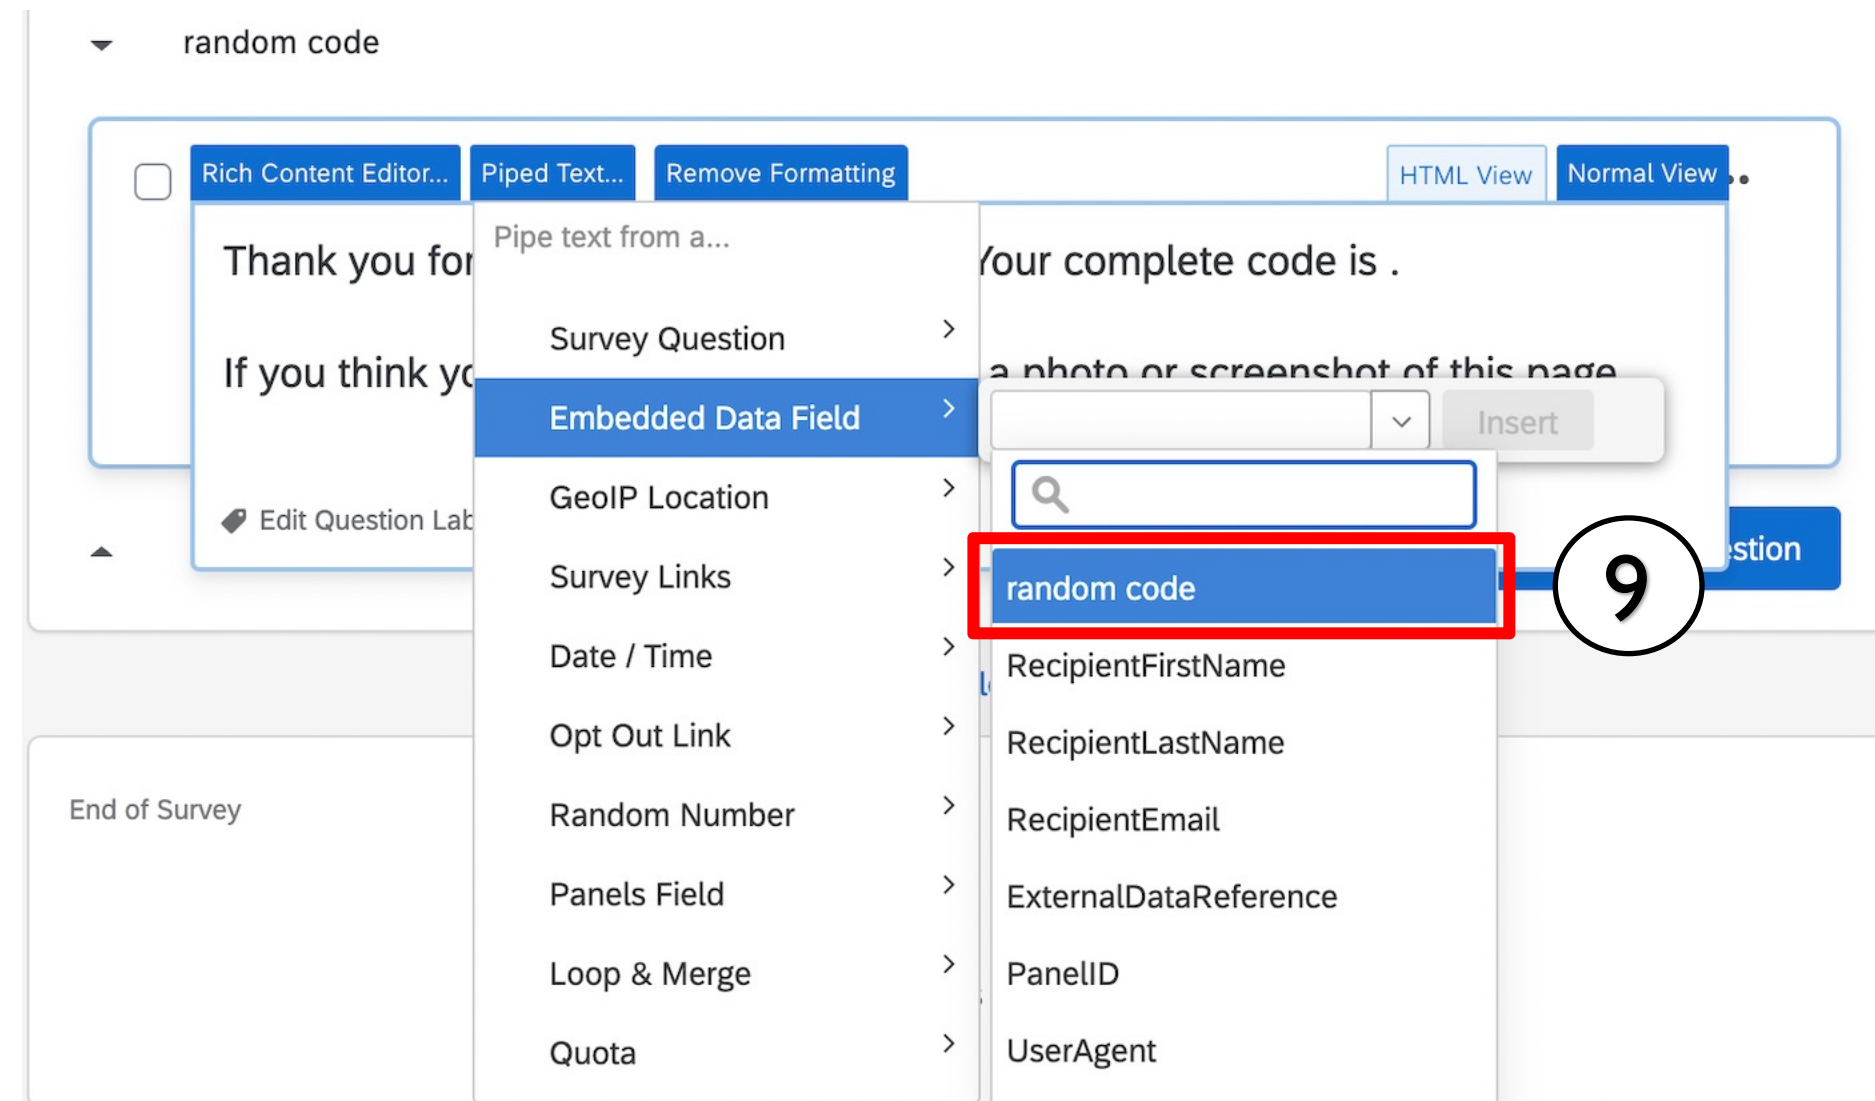 random code
Rich Content Editor... Piped Text... Remove Formatting HTML View Normal View
Pipe text from a...
Thank you for Your complete code is .
Survey Question
If you think a photo or screenshot of this page
Embedded Data Field
Insert
GeoIP Location
Edit Question
random code
9
Survey Links
RecipientFirstName
Date / Time
RecipientLastName
Opt Out Link
End of Survey
RecipientEmail
Random Number
ExternalDataReference
Panels Field
PanelID
Loop & Merge
UserAgent
Quota